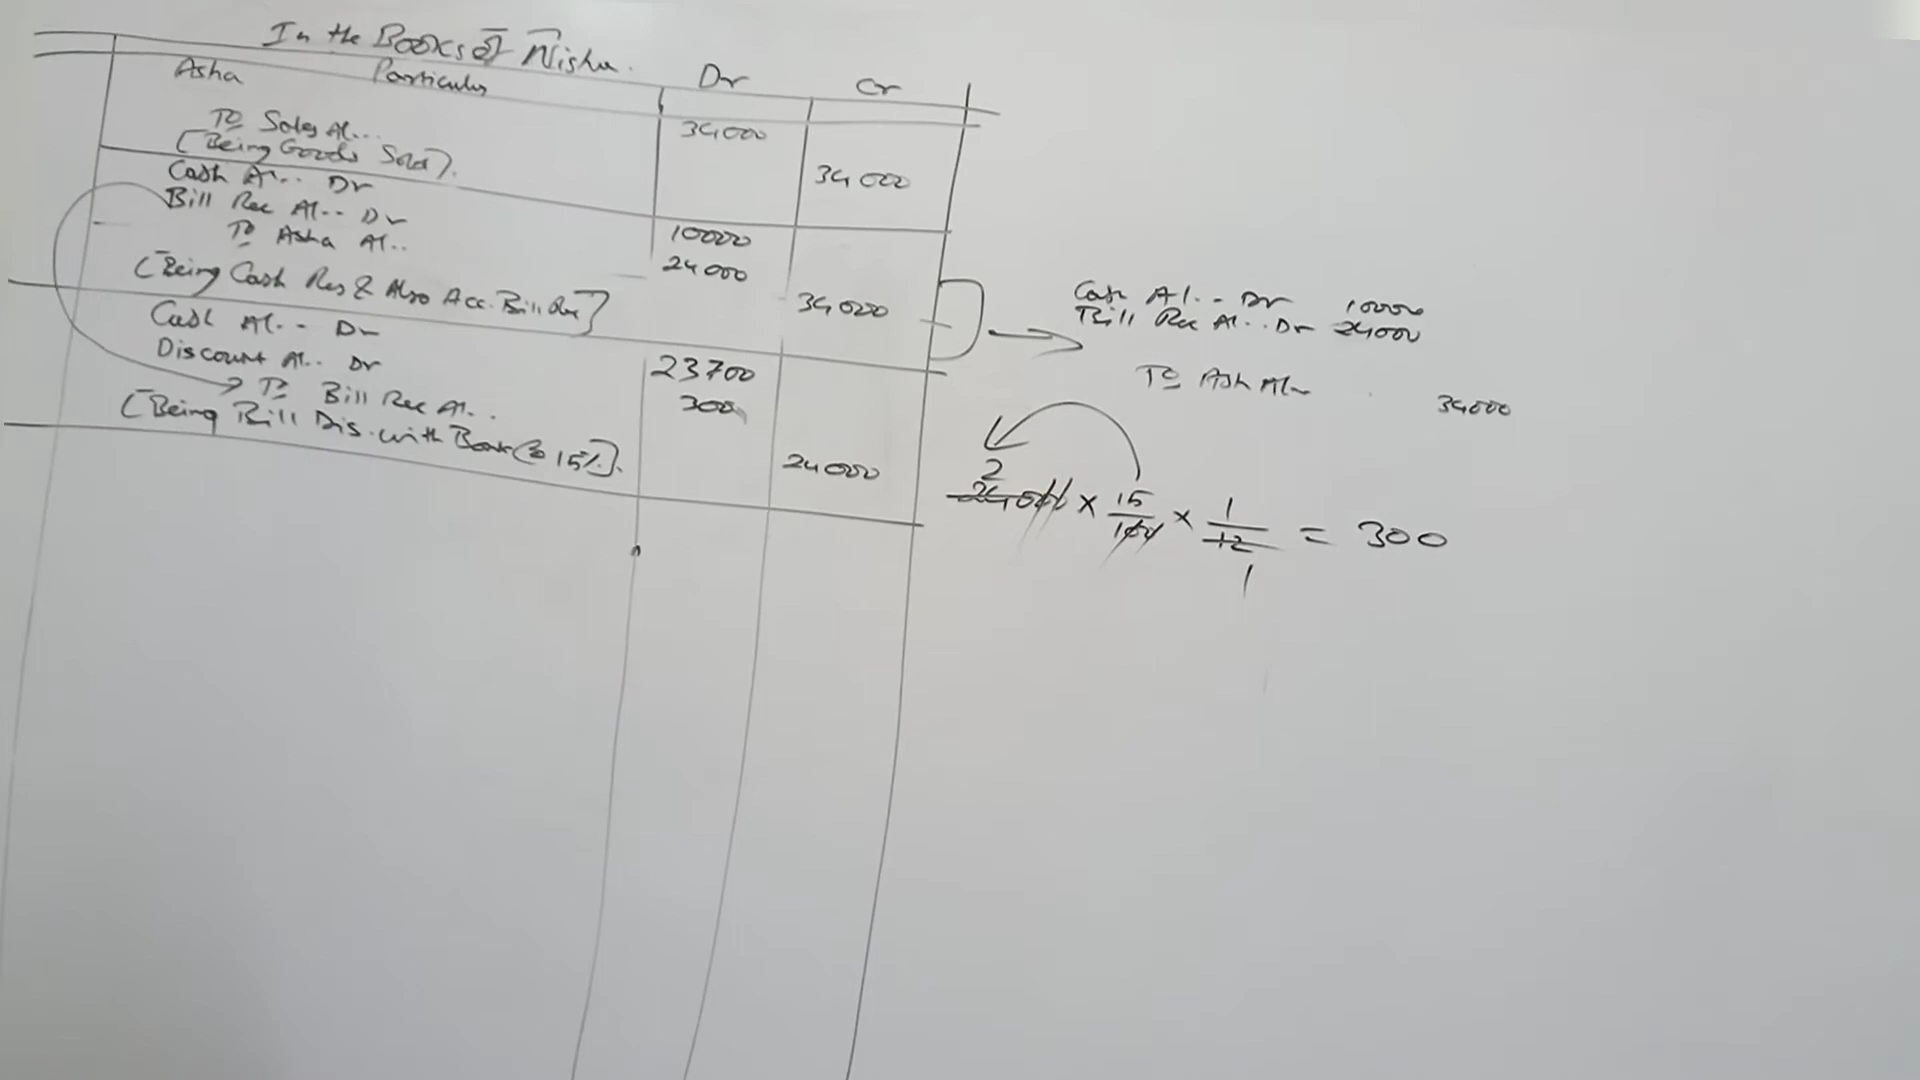 In the Books of Nisha.
Particulars Dr Cr
Asha 34000
To Sales A/... 34000
(Being Goods Sold).
Cash A/... Dr 10000
Bill Rec A/... Dr 24000
To Asha A/.. 34000
(Being Cash Res & Also Acc. Bill Rec)
Cash A/... Dr 23700
Discount A/.. Dr 300
To Bill Rec A/... 24000
(Being Bill Dis. with Bank @ 15%).
Cash A/... Dr 10000
Bill Rec A/...Dr 24000
To Ash A/~ 34000
2
24000 × 15/100 × 1/12 = 300
1